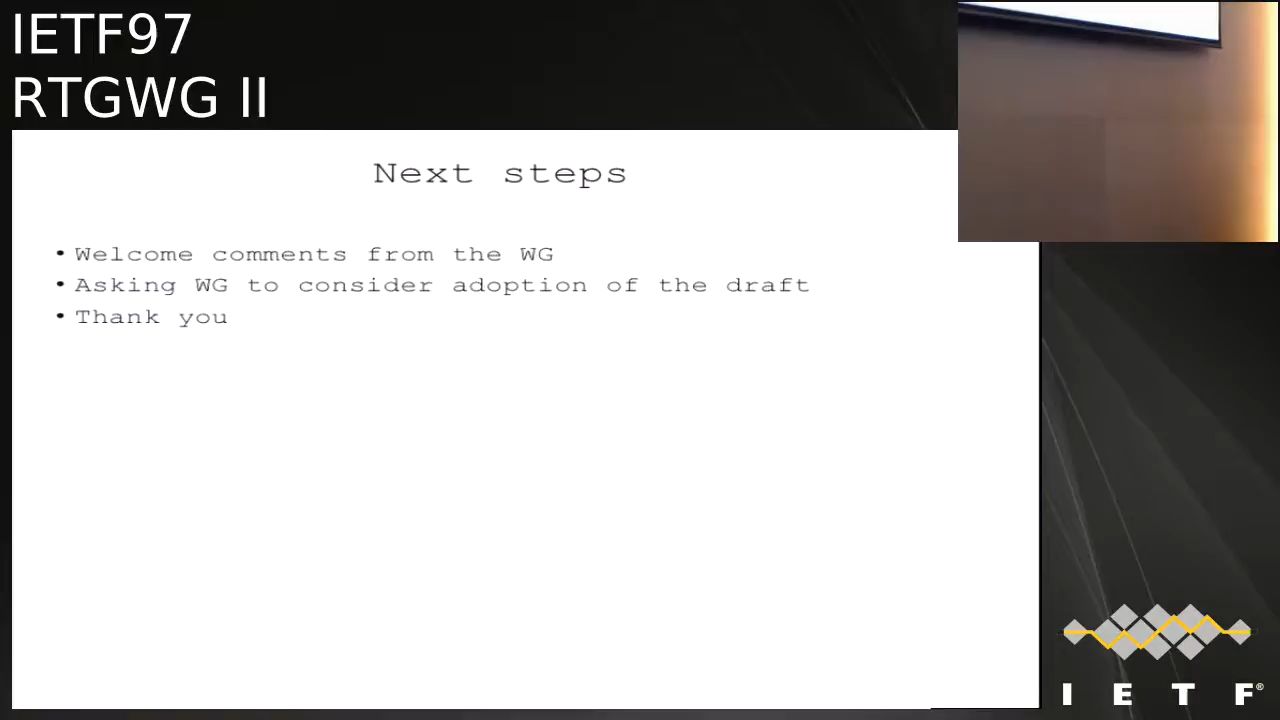 IETF97
RTGWG II
Next steps
• Welcome comments from the WG
• Asking WG to consider adoption of the draft
• Thank you
I E T F®